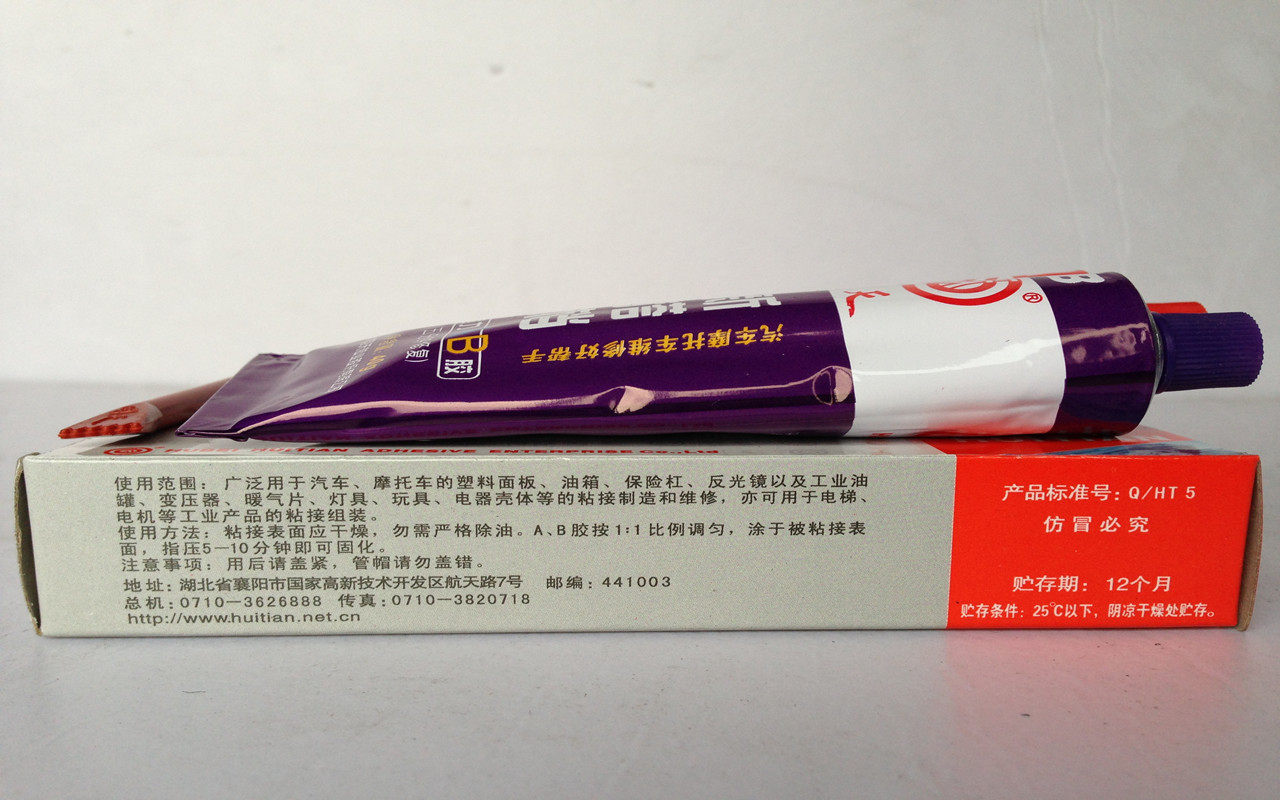 B
®
汽车摩托车维修好帮手
B胶
HUBEI HUITIAN ADHESIVE ENTERPRISE Co.,Ltd
使用范围：广泛用于汽车、摩托车的塑料面板、油箱、保险杠、反光镜以及工业油
罐、变压器、暖气片、灯具、玩具、电器壳体等的粘接制造和维修，亦可用于电梯、
电机等工业产品的粘接组装。
使用方法：粘接表面应干燥，勿需严格除油。A、B胶按1:1比例调匀，涂于被粘接表
面，指压5—10分钟即可固化。
注意事项：用后请盖紧，管帽请勿盖错。
地址：湖北省襄阳市国家高新技术开发区航天路7号 邮编：441003
总机：0710—3626888 传真：0710—3820718
http://www.huitian.net.cn
产品标准号：Q/HT 5
仿冒必究
贮存期：12个月
贮存条件：25℃以下，阴凉干燥处贮存。